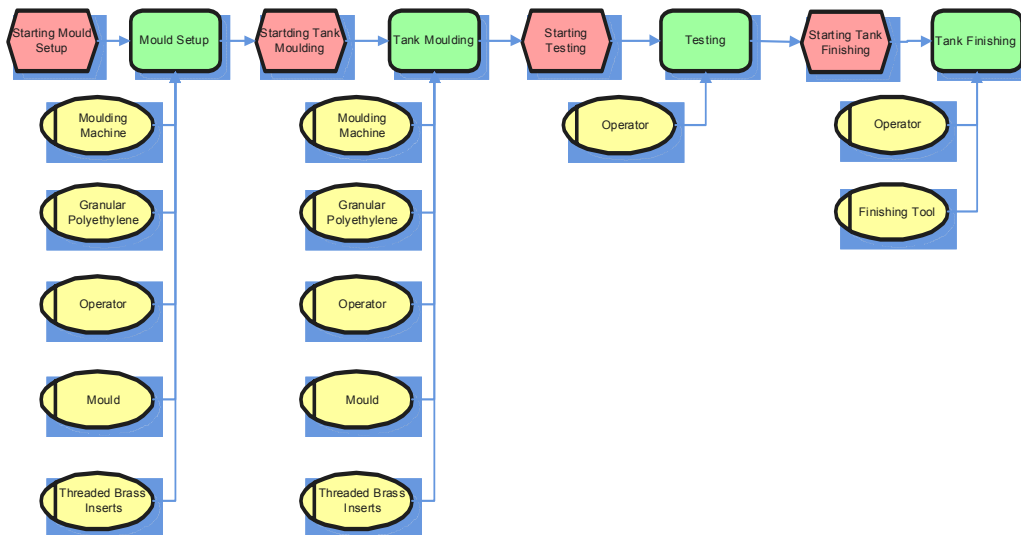 Starting Mould
Setup
Mould Setup
Startding Tank
Moulding
Tank Moulding
Starting
Testing
Testing
Starting Tank
Finishing
Tank Finishing
Moulding
Machine
Granular
Polyethylene
Operator
Mould
Threaded Brass
Inserts
Moulding
Machine
Granular
Polyethylene
Operator
Mould
Threaded Brass
Inserts
Operator
Operator
Finishing Tool